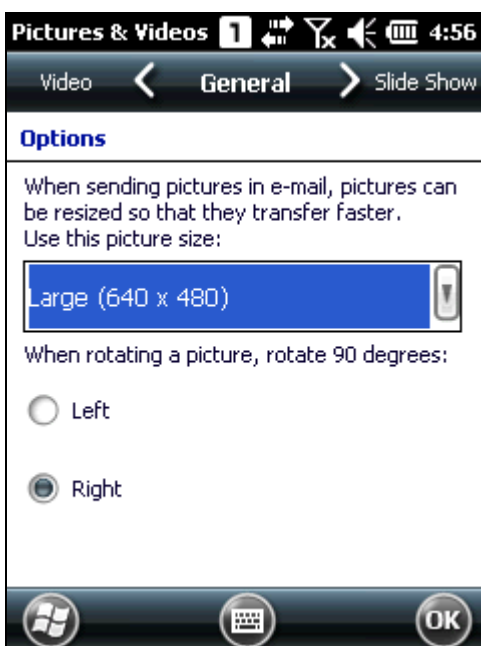 Pictures & Videos 1 4:56
Video General Slide Show
Options
When sending pictures in e-mail, pictures can
be resized so that they transfer faster.
Use this picture size:
Large (640 x 480)
When rotating a picture, rotate 90 degrees:
Left
Right
OK